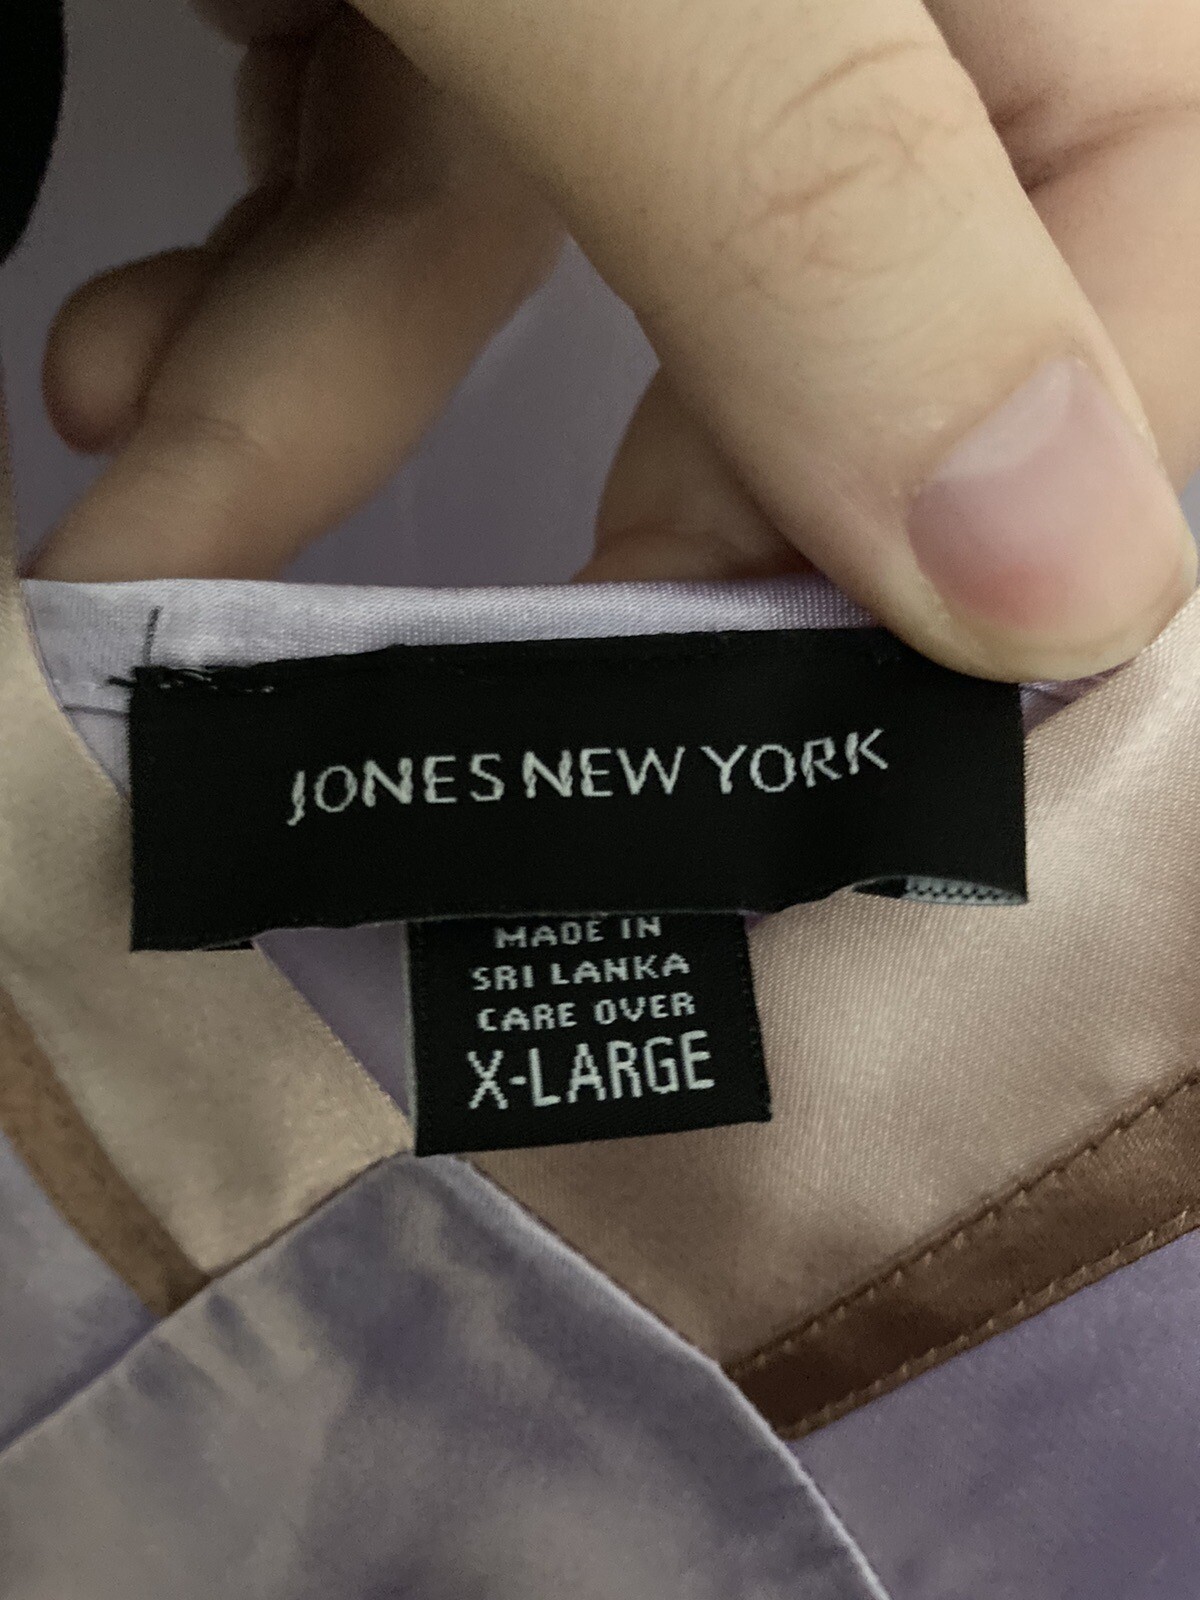 JONES NEW YORK
MADE IN
SRI LANKA
CARE OVER
X-LARGE